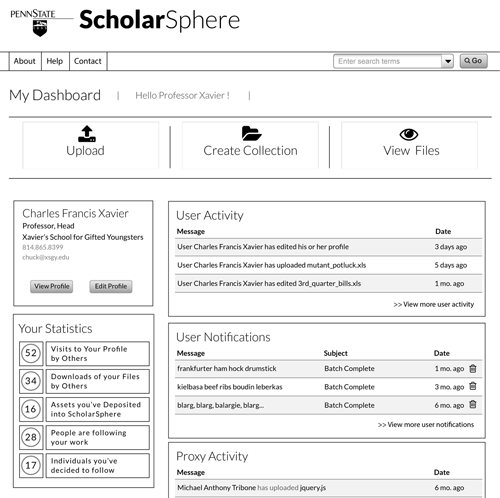 PENNSTATE
ScholarSphere
About Help Contact Enter search terms Go
My Dashboard | Hello Professor Xavier ! |
Upload Create Collection View Files
Charles Francis Xavier
Professor, Head
Xavier's School for Gifted Youngsters
814.865.8399
chuck@xsgy.edu
View Profile Edit Profile
Your Statistics
52 Visits to Your Profile
by Others
34 Downloads of your Files
by Others
16 Assets you've Deposited
into ScholarSphere
28 People are following
your work
17 Individuals you've
decided to follow
User Activity
Message Date
User Charles Francis Xavier has edited his or her profile 3 days ago
User Charles Francis Xavier has uploaded mutant_potluck.xls 5 days ago
User Charles Francis Xavier has edited 3rd_quarter_bills.xls 1 mo. ago
>> View more user activity
User Notifications
Message Subject Date
frankfurter ham hock drumstick Batch Complete 1 mo. ago
kielbasa beef ribs boudin leberkas Batch Complete 3 mo. ago
blarg, blarg, balargie, blarg... Batch Complete 6 mo. ago
>> View more user notifications
Proxy Activity
Message Date
Michael Anthony Tribone has uploaded jquery.js 6 mo. ago